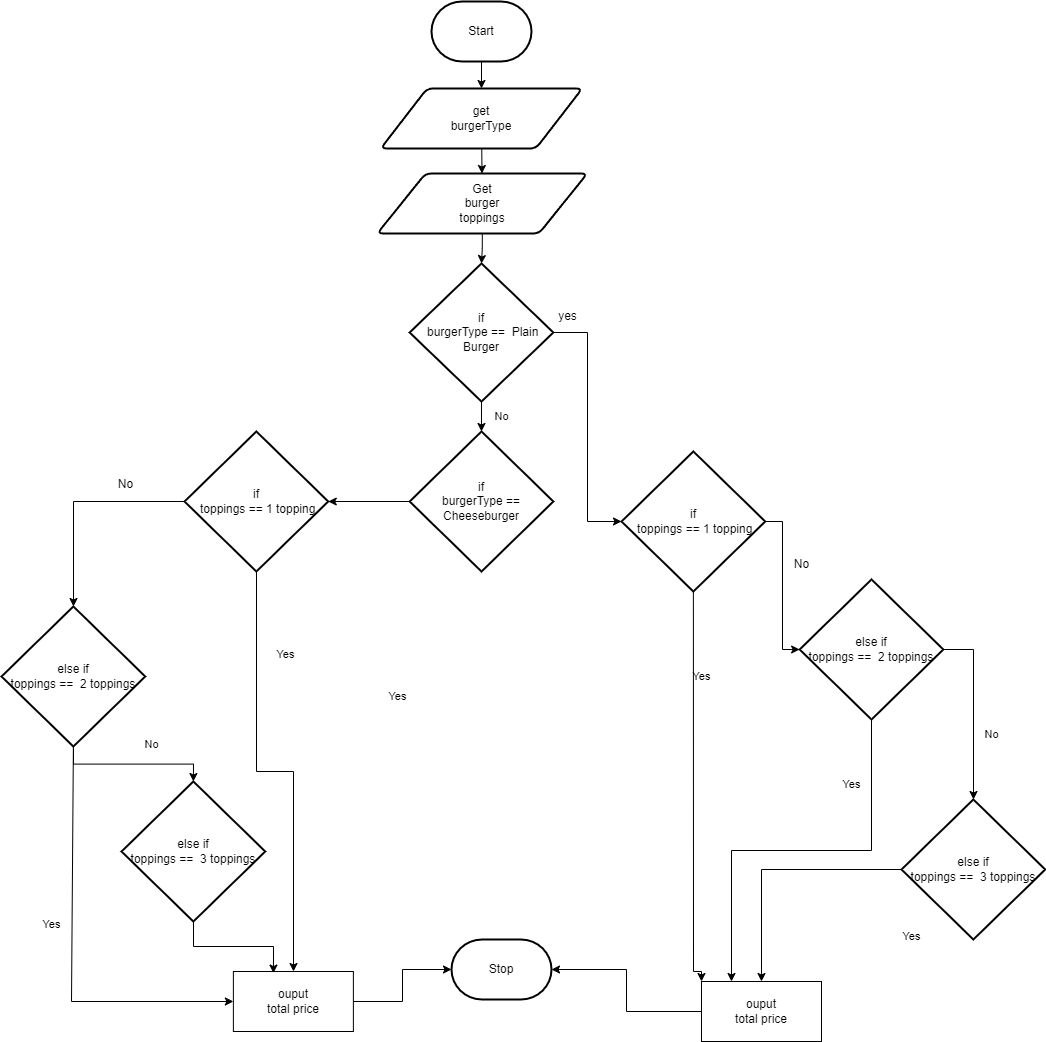 Start
get
burgerType
Get
burger
toppings
if
burgerType ==  Plain
Burger
yes
No
if
burgerType ==
Cheeseburger
if
toppings == 1 topping
No
if
toppings == 1 topping
No
else if
toppings ==  2 toppings
Yes
Yes
Yes
else if
toppings ==  2 toppings
No
No
Yes
else if
toppings ==  3 toppings
else if
toppings ==  3 toppings
Yes
Yes
Stop
ouput
total price
ouput
total price